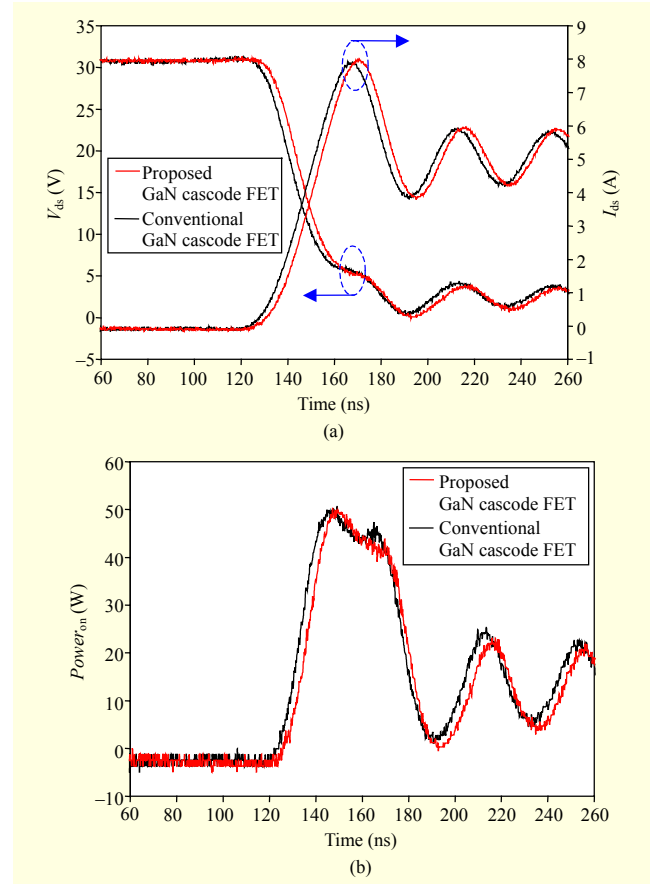 35
30
25
20
15
10
5
0
–5
V_ds (V)
9
8
7
6
5
4
3
2
1
0
–1
I_ds (A)
Proposed
GaN cascode FET
Conventional
GaN cascode FET
60 80 100 120 140 160 180 200 220 240 260
Time (ns)
(a)
60
50
40
30
20
10
0
–10
Power_on (W)
Proposed
GaN cascode FET
Conventional
GaN cascode FET
60 80 100 120 140 160 180 200 220 240 260
Time (ns)
(b)